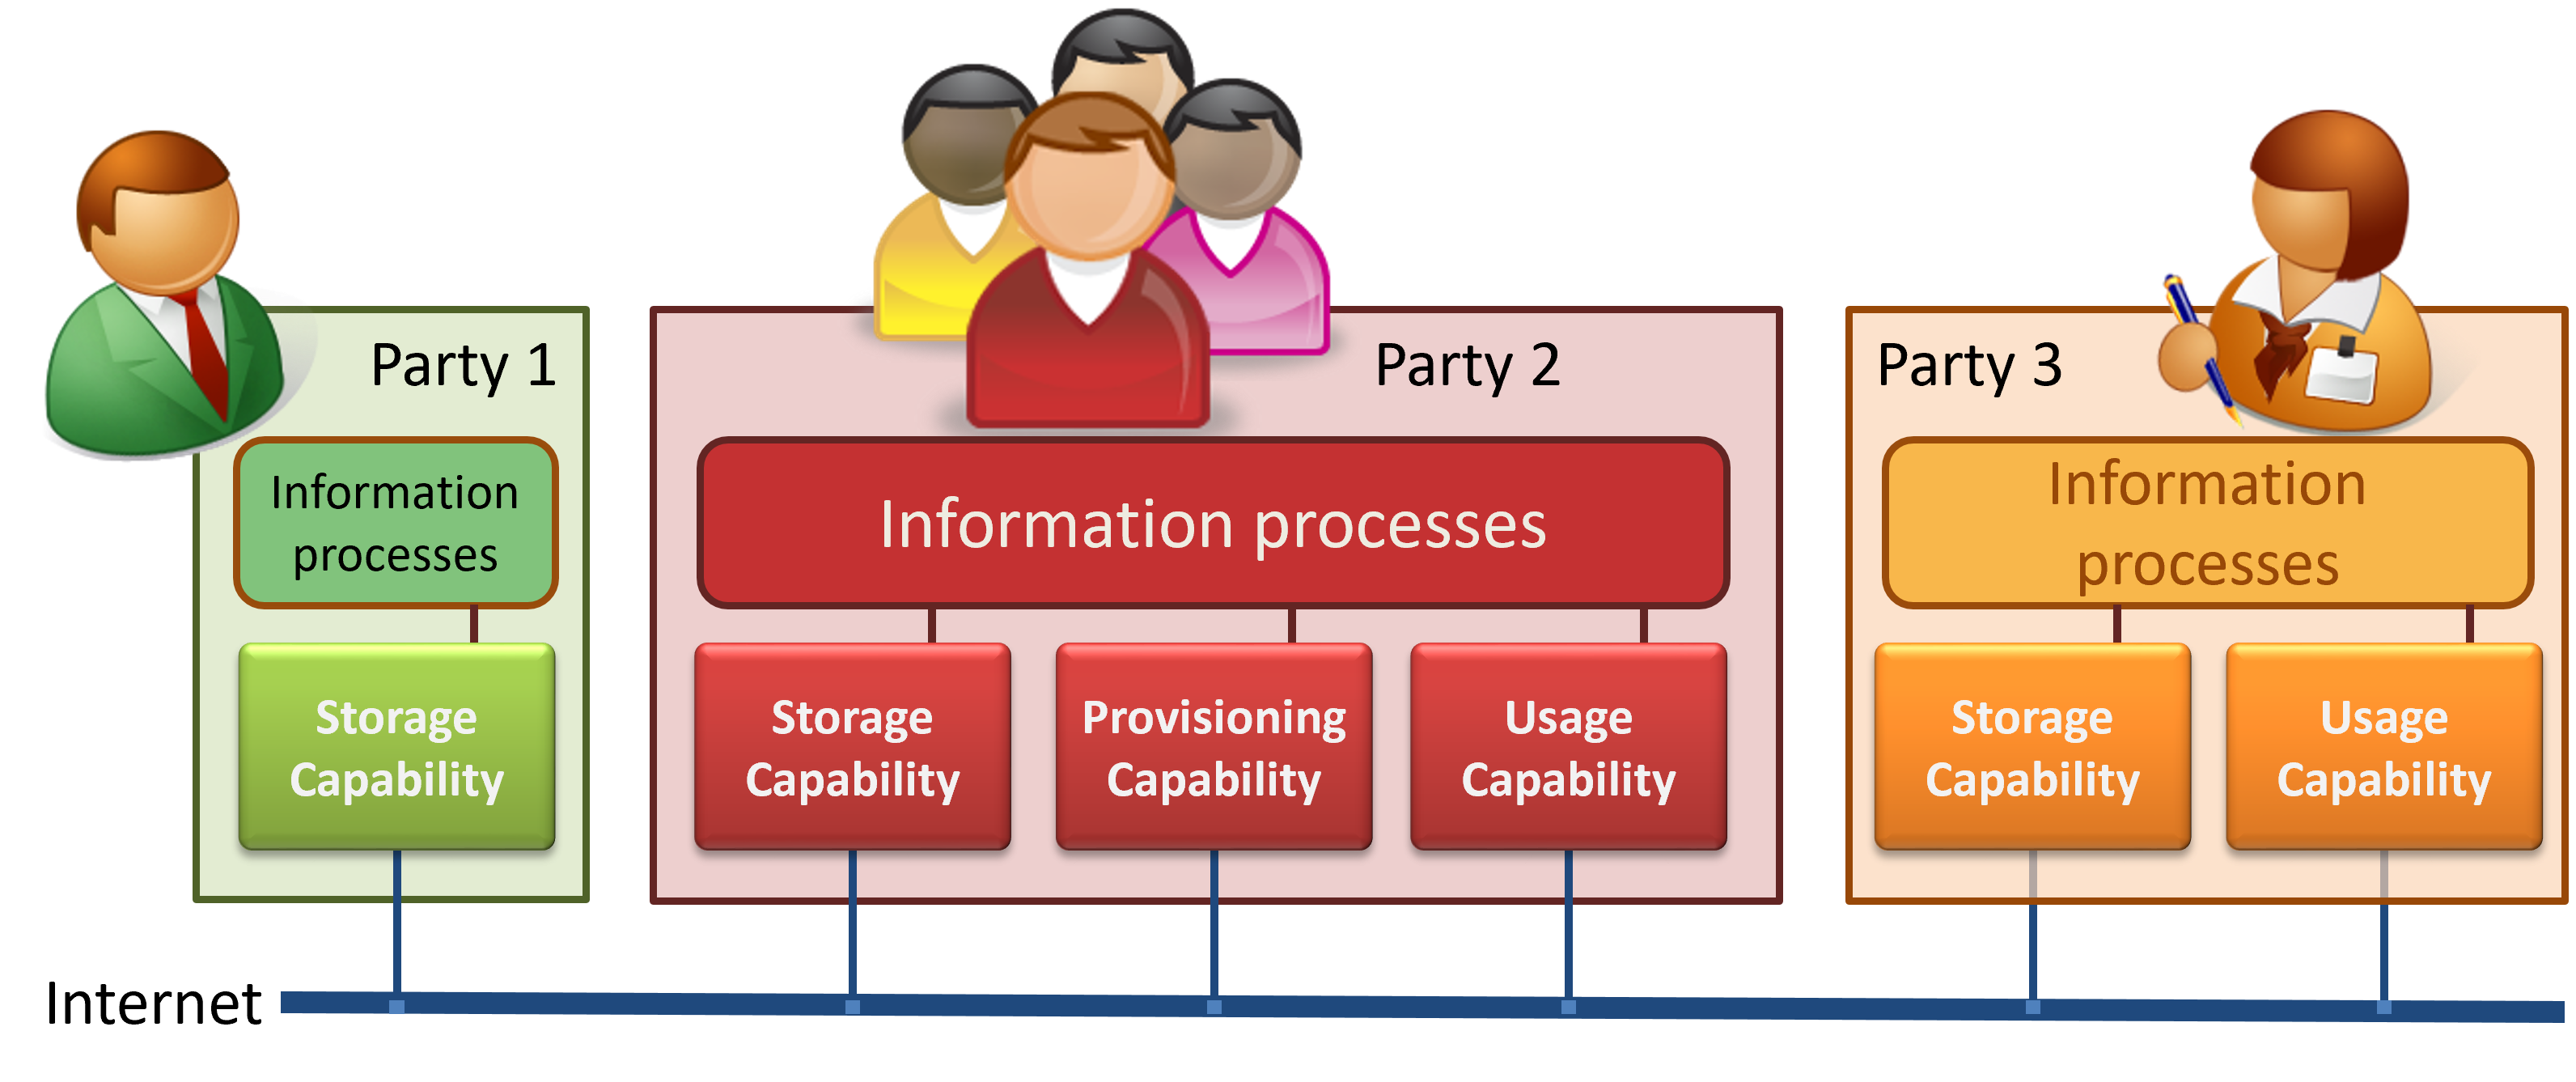 Party 1
Information
processes
Storage
Capability
Party 2
Information processes
Storage
Capability
Provisioning
Capability
Usage
Capability
Party 3
Information
processes
Storage
Capability
Usage
Capability
Internet